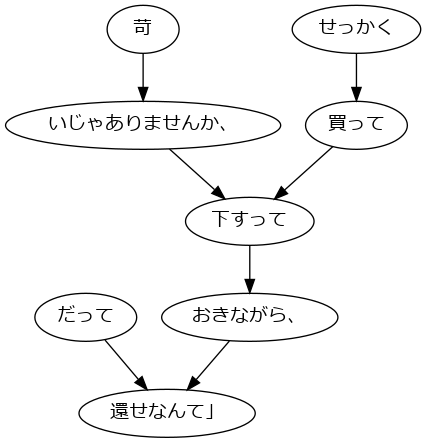 苛
せっかく
いじゃありませんか、
買って
下すって
だって
おきながら、
還せなんて」